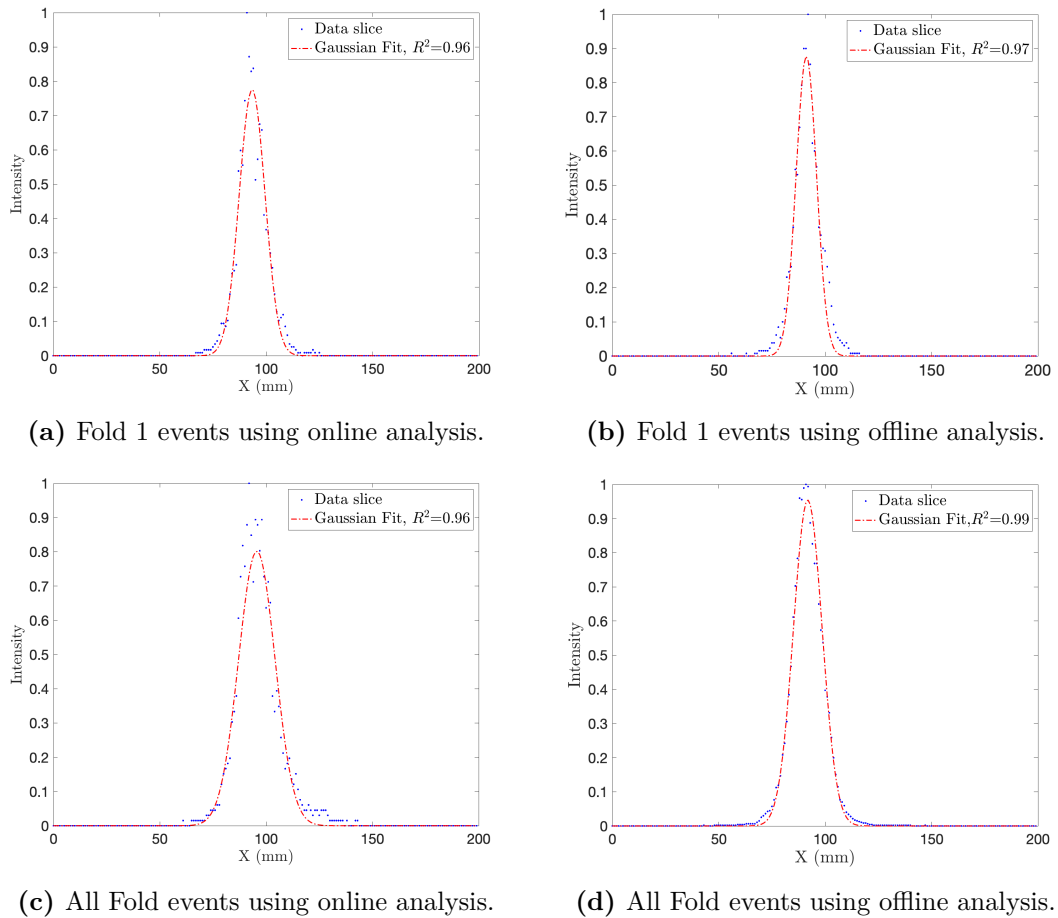 Data slice
Gaussian Fit, R²=0.96
1
0.9
0.8
0.7
0.6
0.5
0.4
0.3
0.2
0.1
0
Intensity
0 50 100 150 200
X (mm)
(a) Fold 1 events using online analysis.
Data slice
Gaussian Fit, R²=0.97
1
0.9
0.8
0.7
0.6
0.5
0.4
0.3
0.2
0.1
0
Intensity
0 50 100 150 200
X (mm)
(b) Fold 1 events using offline analysis.
Data slice
Gaussian Fit, R²=0.96
1
0.9
0.8
0.7
0.6
0.5
0.4
0.3
0.2
0.1
0
Intensity
0 50 100 150 200
X (mm)
(c) All Fold events using online analysis.
Data slice
Gaussian Fit,R²=0.99
1
0.9
0.8
0.7
0.6
0.5
0.4
0.3
0.2
0.1
0
Intensity
0 50 100 150 200
X (mm)
(d) All Fold events using offline analysis.